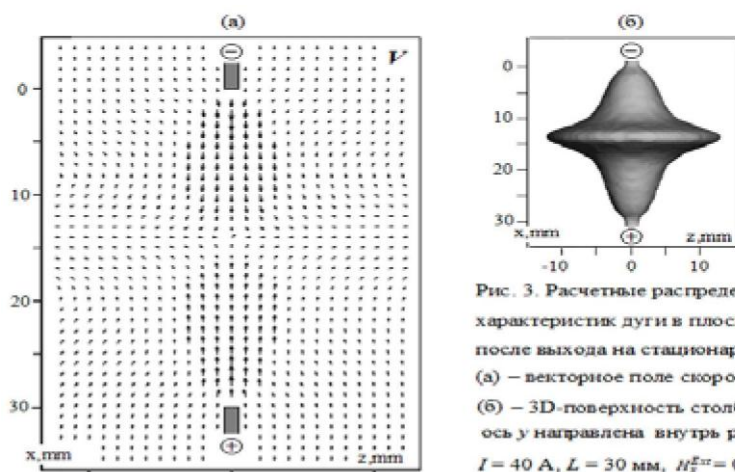 (а)
V
0
10
20
30
x,mm
z,mm
(б)
0
10
20
30
x,mm
z,mm
-10
0
10
Рис. 3. Расчетные распреде
характеристик дуги в плос
после выхода на стационар
(а) – векторное поле скоро
(б) – 3D-поверхность столб
ось y направлена внутрь р
I = 40 А, L = 30 мм,